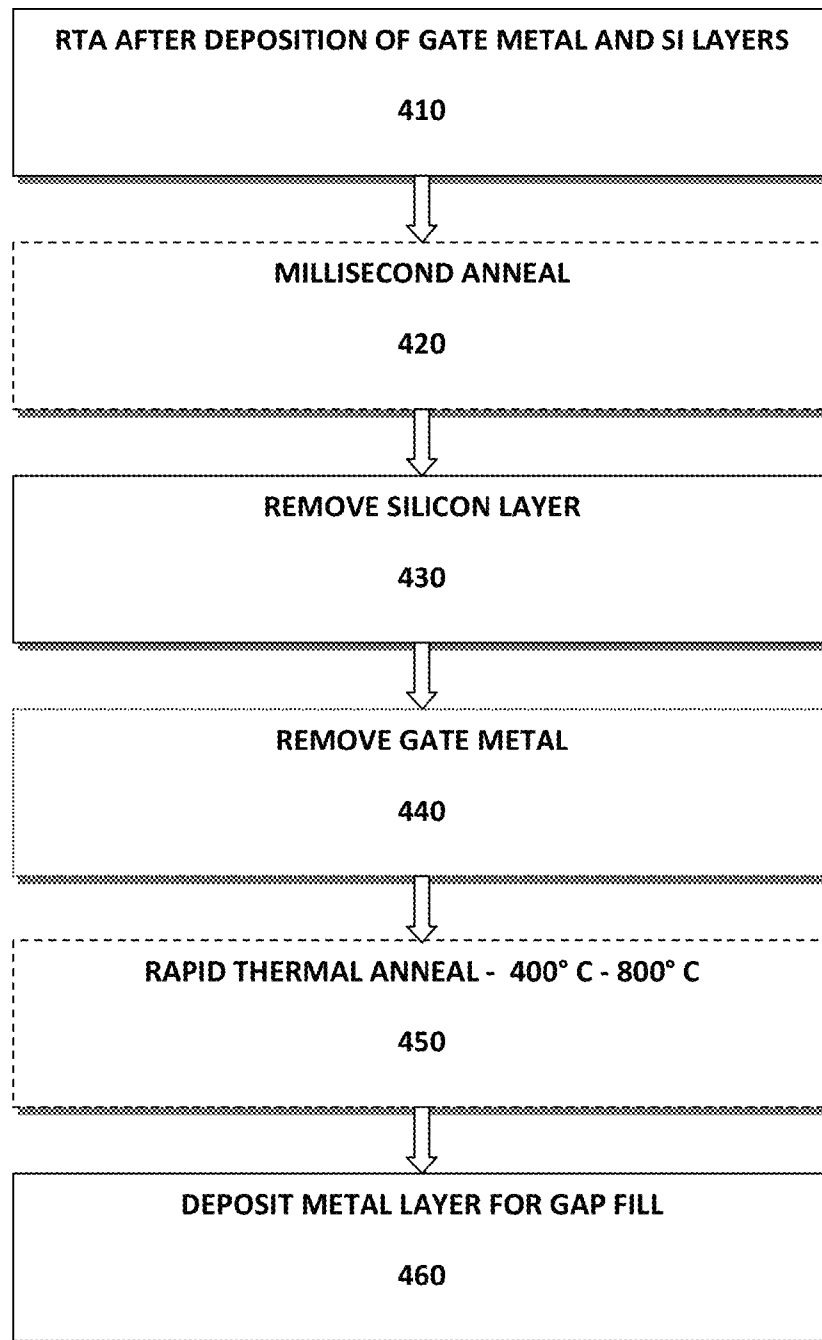 RTA AFTER DEPOSITION OF GATE METAL AND SI LAYERS
410
MILLISECOND ANNEAL
420
REMOVE SILICON LAYER
430
REMOVE GATE METAL
440
RAPID THERMAL ANNEAL - 400° C - 800° C
450
DEPOSIT METAL LAYER FOR GAP FILL
460